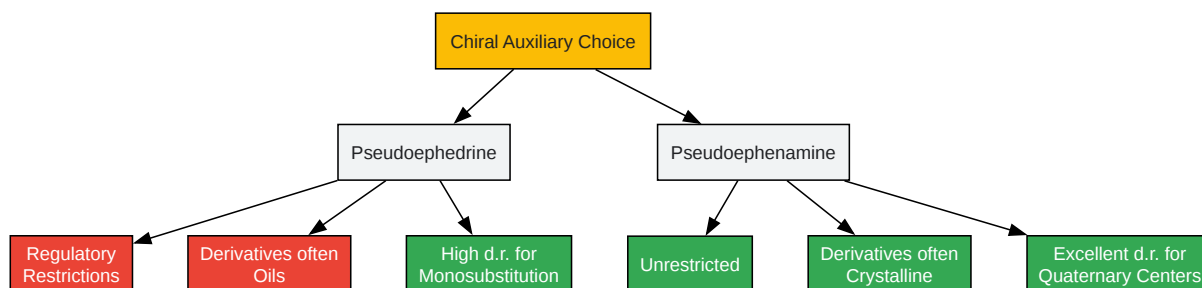 Chiral Auxiliary Choice
Pseudoephedrine
Pseudoephenamine
Regulatory
Restrictions
Derivatives often
Oils
High d.r. for
Monosubstitution
Unrestricted
Derivatives often
Crystalline
Excellent d.r. for
Quaternary Centers